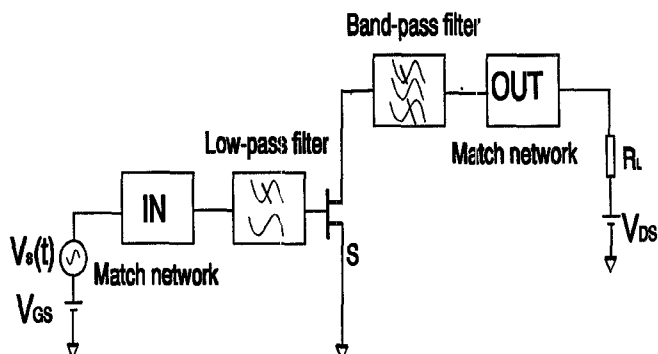 Band-pass filter
OUT
Match network
Low-pass filter
IN
Match network
Vs(t)
VGS
S
RL
VDS